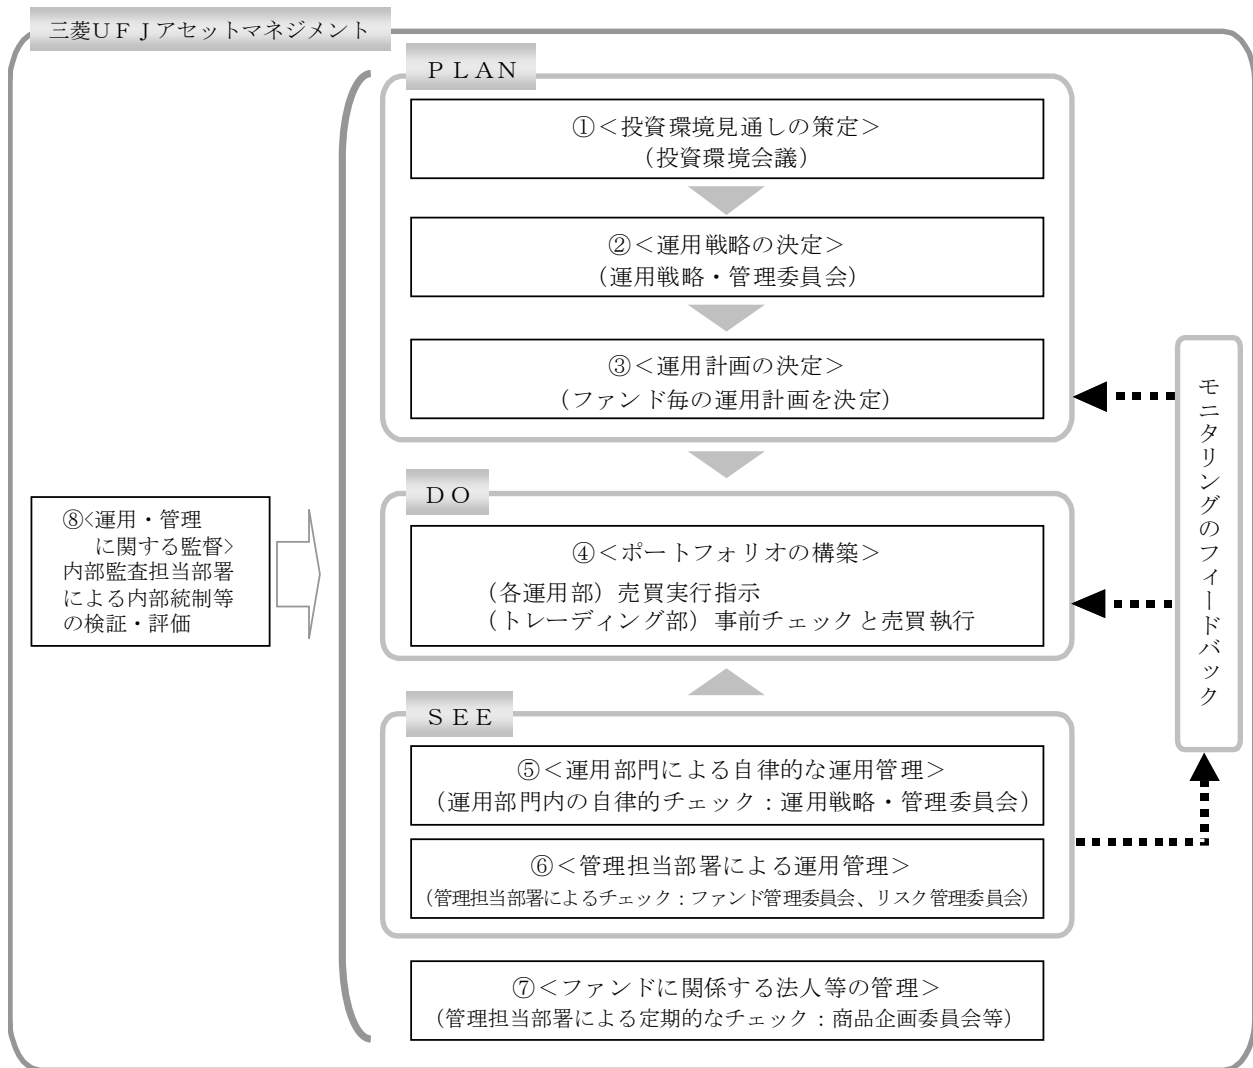 三菱UFJアセットマネジメント
PLAN
①<投資環境見通しの策定>
(投資環境会議)
②<運用戦略の決定>
(運用戦略・管理委員会)
③<運用計画の決定>
(ファンド毎の運用計画を決定)
DO
④<ポートフォリオの構築>
(各運用部)売買実行指示
(トレーディング部)事前チェックと売買執行
SEE
⑤<運用部門による自律的な運用管理>
(運用部門内の自律的チェック:運用戦略・管理委員会)
⑥<管理担当部署による運用管理>
(管理担当部署によるチェック:ファンド管理委員会、リスク管理委員会)
⑦<ファンドに関係する法人等の管理>
(管理担当部署による定期的なチェック:商品企画委員会等)
⑧<運用・管理
に関する監督>
内部監査担当部署
による内部統制等
の検証・評価
モニタリングのフィードバック